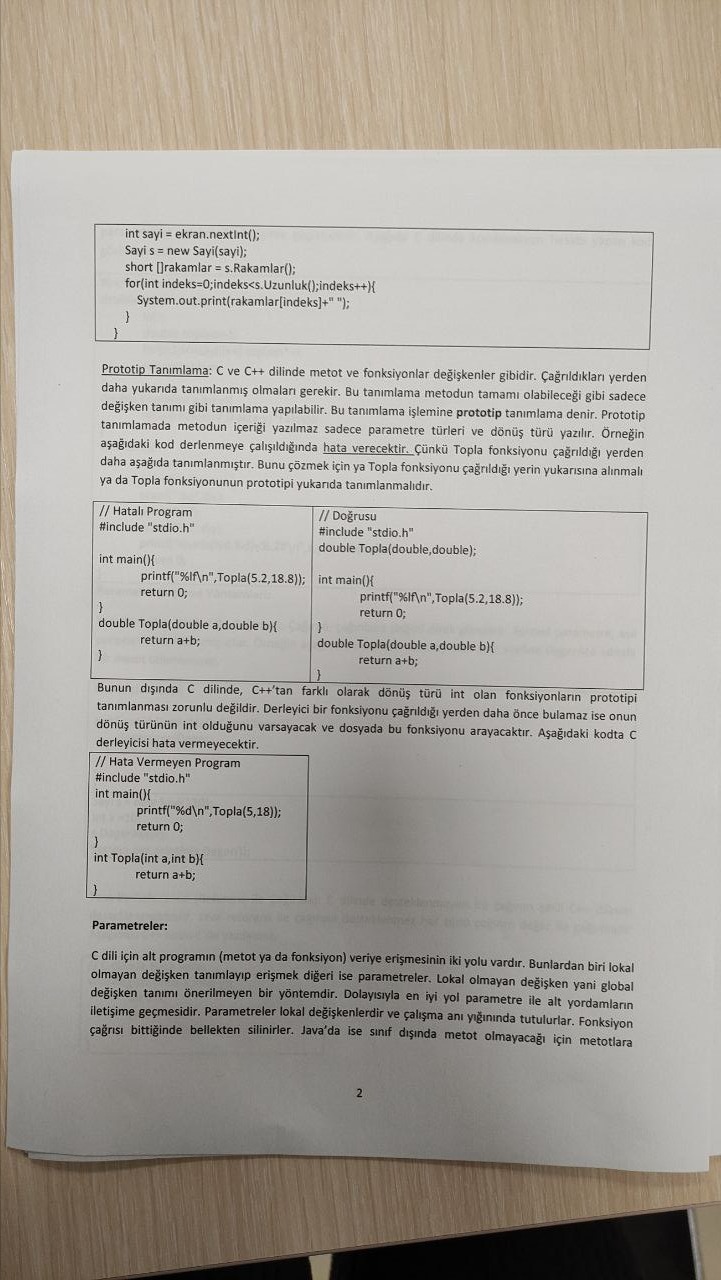 int sayi = ekran.nextInt();
Sayi s = new Sayi(sayi);
short []rakamlar = s.Rakamlar();
for(int indeks=0;indeks<s.Uzunluk();indeks++){
System.out.print(rakamlar[indeks]+" ");
}
}
Prototip Tanımlama: C ve C++ dilinde metot ve fonksiyonlar değişkenler gibidir. Çağrıldıkları yerden
daha yukarıda tanımlanmış olmaları gerekir. Bu tanımlama metodun tamamı olabileceği gibi sadece
değişken tanımı gibi tanımlama yapılabilir. Bu tanımlama işlemine prototip tanımlama denir. Prototip
tanımlamada metodun içeriği yazılmaz sadece parametre türleri ve dönüş türü yazılır. Örneğin
aşağıdaki kod derlenmeye çalışıldığında hata verecektir. Çünkü Topla fonksiyonu çağrıldığı yerden
daha aşağıda tanımlanmıştır. Bunu çözmek için ya Topla fonksiyonu çağrıldığı yerin yukarısına alınmalı
ya da Topla fonksiyonunun prototipi yukarıda tanımlanmalıdır.
// Hatalı Program
#include "stdio.h"
int main(){
printf("%lf\n",Topla(5.2,18.8));
return 0;
}
double Topla(double a,double b){
return a+b;
}
// Doğrusu
#include "stdio.h"
double Topla(double,double);
int main(){
printf("%lf\n",Topla(5.2,18.8));
return 0;
}
double Topla(double a,double b){
return a+b;
}
Bunun dışında C dilinde, C++'tan farklı olarak dönüş türü int olan fonksiyonların prototipi
tanımlanması zorunlu değildir. Derleyici bir fonksiyonu çağrıldığı yerden daha önce bulamaz ise onun
dönüş türünün int olduğunu varsayacak ve dosyada bu fonksiyonu arayacaktır. Aşağıdaki kodta C
derleyicisi hata vermeyecektir.
// Hata Vermeyen Program
#include "stdio.h"
int main(){
printf("%d\n",Topla(5,18));
return 0;
}
int Topla(int a,int b){
return a+b;
}
Parametreler:
C dili için alt programın (metot ya da fonksiyon) veriye erişmesinin iki yolu vardır. Bunlardan biri lokal
olmayan değişken tanımlayıp erişmek diğeri ise parametreler. Lokal olmayan değişken yani global
değişken tanımı önerilmeyen bir yöntemdir. Dolayısıyla en iyi yol parametre ile alt yordamların
iletişime geçmesidir. Parametreler lokal değişkenlerdir ve çalışma anı yığınında tutulurlar. Fonksiyon
çağrısı bittiğinde bellekten silinirler. Java'da ise sınıf dışında metot olmayacağı için metotlara
2